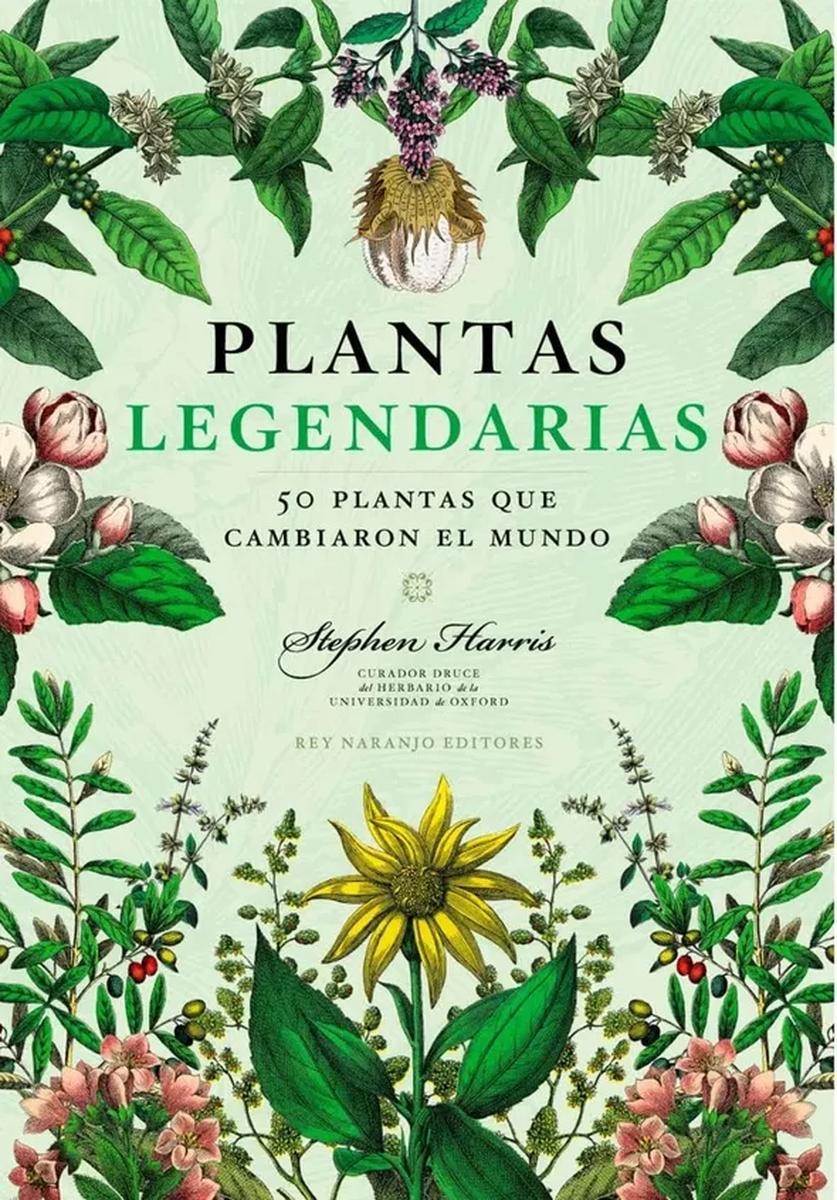 PLANTAS
LEGENDARIAS
50 PLANTAS QUE
CAMBIARON EL MUNDO
Stephen Harris
CURADOR DRUCE
del HERBARIO de la
UNIVERSIDAD de OXFORD
REY NARANJO EDITORES